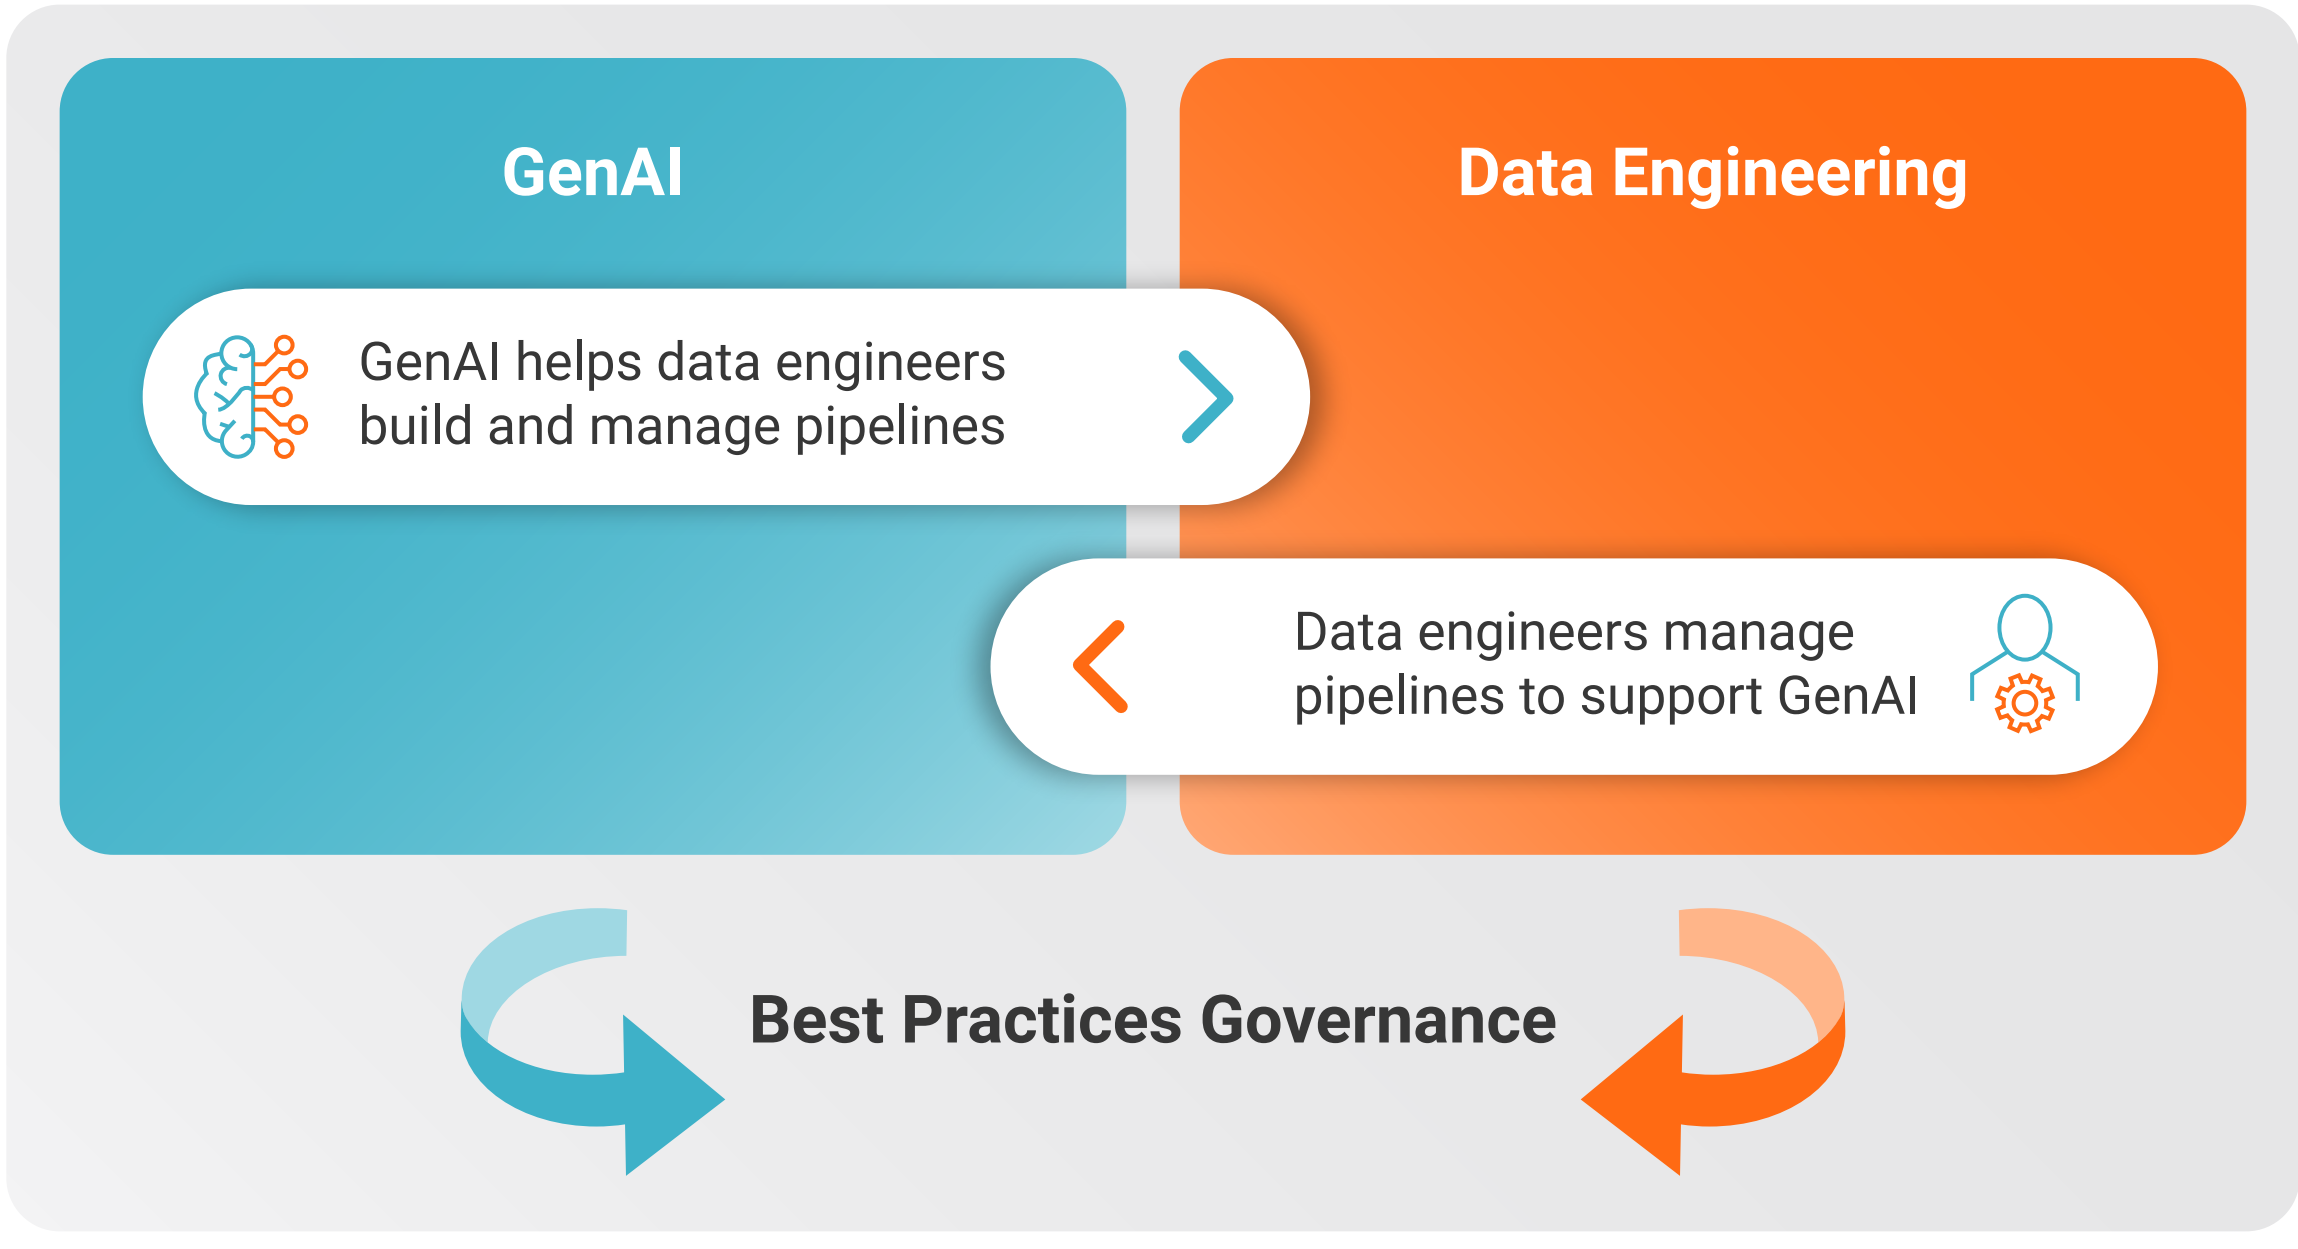 GenAI
Data Engineering
GenAI helps data engineers
build and manage pipelines
Data engineers manage
pipelines to support GenAI
Best Practices Governance